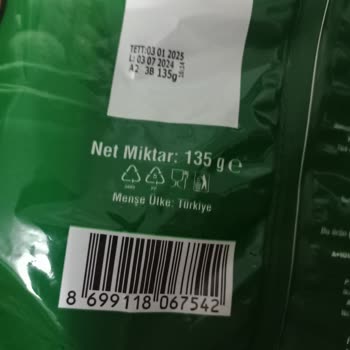 TETT:03 01 2025
L: 03 07 2024
A2 3B 135g
Net Miktar: 135 g ℮
Menşe Ülke: Türkiye
8 699118 067542